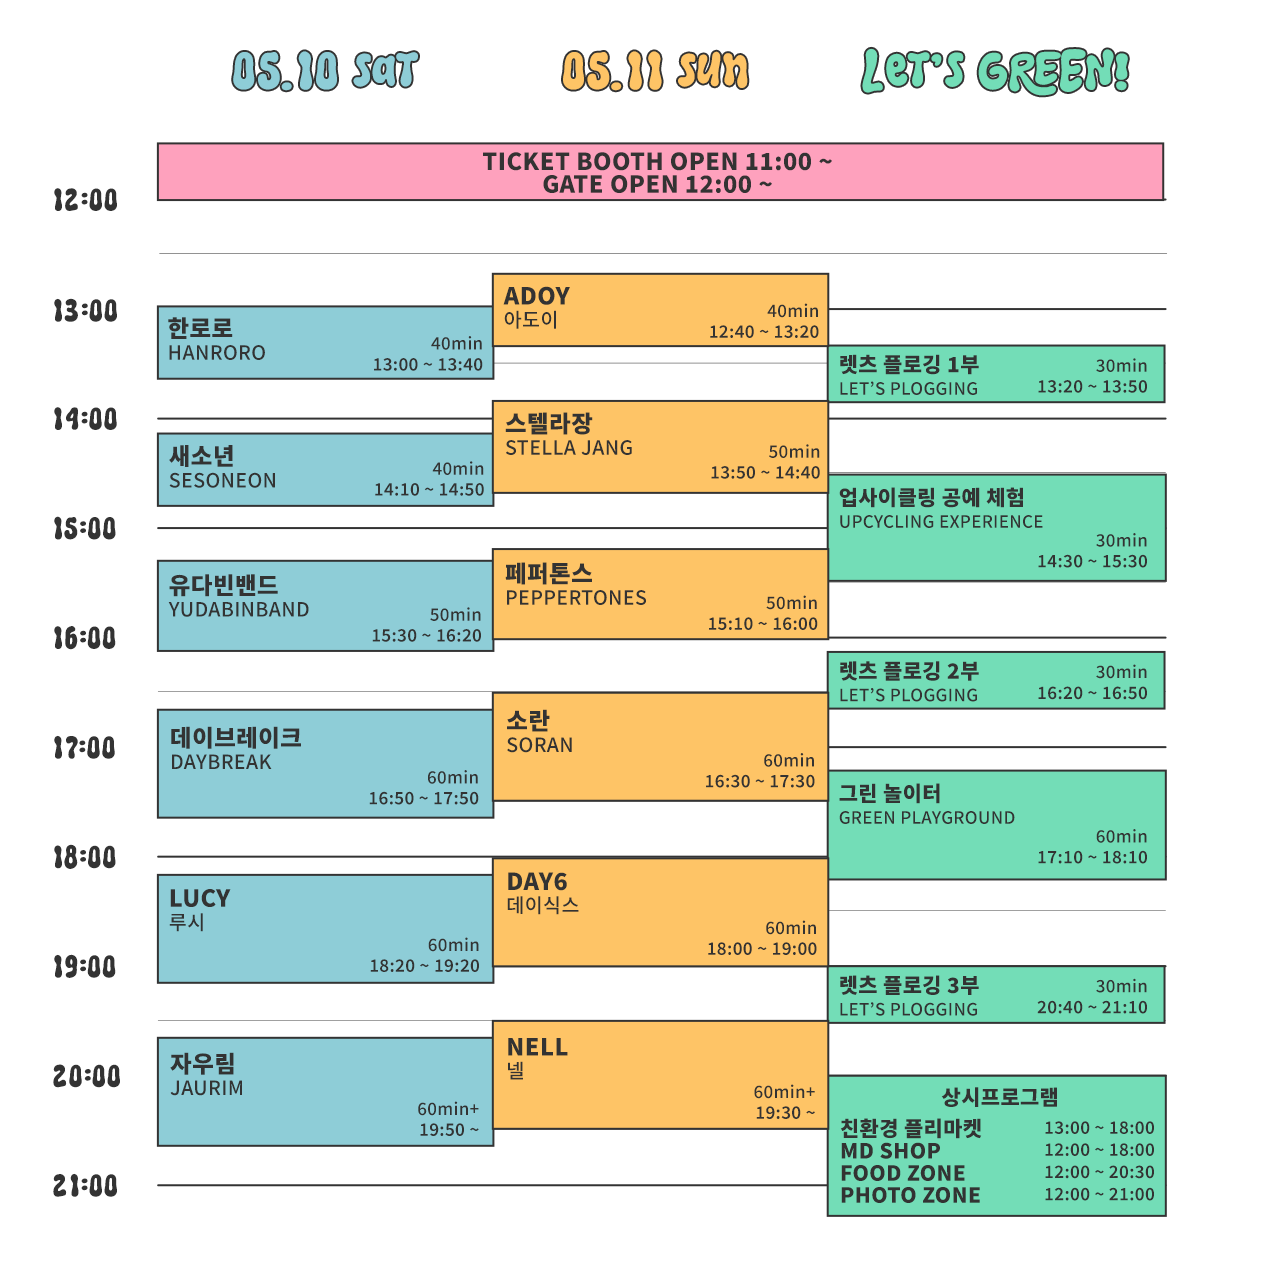 05.10 SAT
05.11 SUN
LET'S GREEN!
TICKET BOOTH OPEN 11:00 ~
GATE OPEN 12:00 ~
12:00
13:00
14:00
15:00
16:00
17:00
18:00
19:00
20:00
21:00
한로로
HANRORO
40min
13:00 ~ 13:40
새소년
SESONEON
40min
14:10 ~ 14:50
유다빈밴드
YUDABINBAND
50min
15:30 ~ 16:20
데이브레이크
DAYBREAK
60min
16:50 ~ 17:50
LUCY
루시
60min
18:20 ~ 19:20
자우림
JAURIM
60min+
19:50 ~
ADOY
아도이
40min
12:40 ~ 13:20
스텔라장
STELLA JANG
50min
13:50 ~ 14:40
페퍼톤스
PEPPERTONES
50min
15:10 ~ 16:00
소란
SORAN
60min
16:30 ~ 17:30
DAY6
데이식스
60min
18:00 ~ 19:00
NELL
넬
60min+
19:30 ~
렛츠 플로깅 1부
LET'S PLOGGING
30min
13:20 ~ 13:50
업사이클링 공예 체험
UPCYCLING EXPERIENCE
30min
14:30 ~ 15:30
렛츠 플로깅 2부
LET'S PLOGGING
30min
16:20 ~ 16:50
그린 놀이터
GREEN PLAYGROUND
60min
17:10 ~ 18:10
렛츠 플로깅 3부
LET'S PLOGGING
30min
20:40 ~ 21:10
상시프로그램
친환경 플리마켓 13:00 ~ 18:00
MD SHOP 12:00 ~ 18:00
FOOD ZONE 12:00 ~ 20:30
PHOTO ZONE 12:00 ~ 21:00